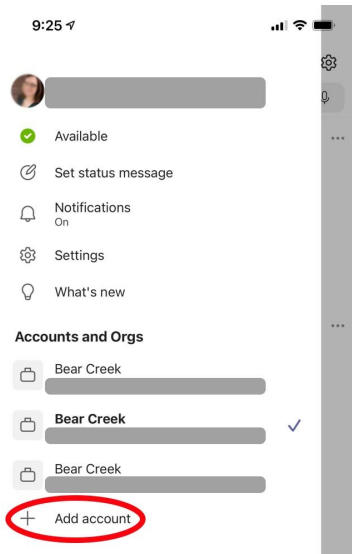 9:25
Available
Set status message
Notifications
On
Settings
What's new
Accounts and Orgs
Bear Creek
Bear Creek
Bear Creek
Add account